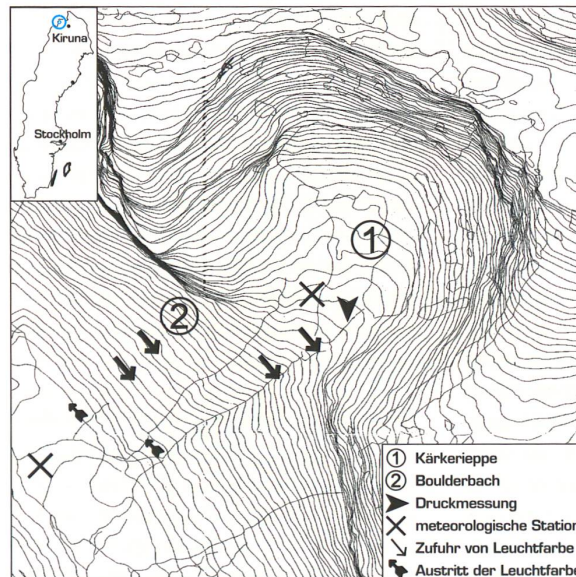 Kiruna
Stockholm
1
2
① Kärkerieppe
② Boulderbach
Druckmessung
meteorologische Station
Zufuhr von Leuchtfarbe
Austritt der Leuchtfarbe